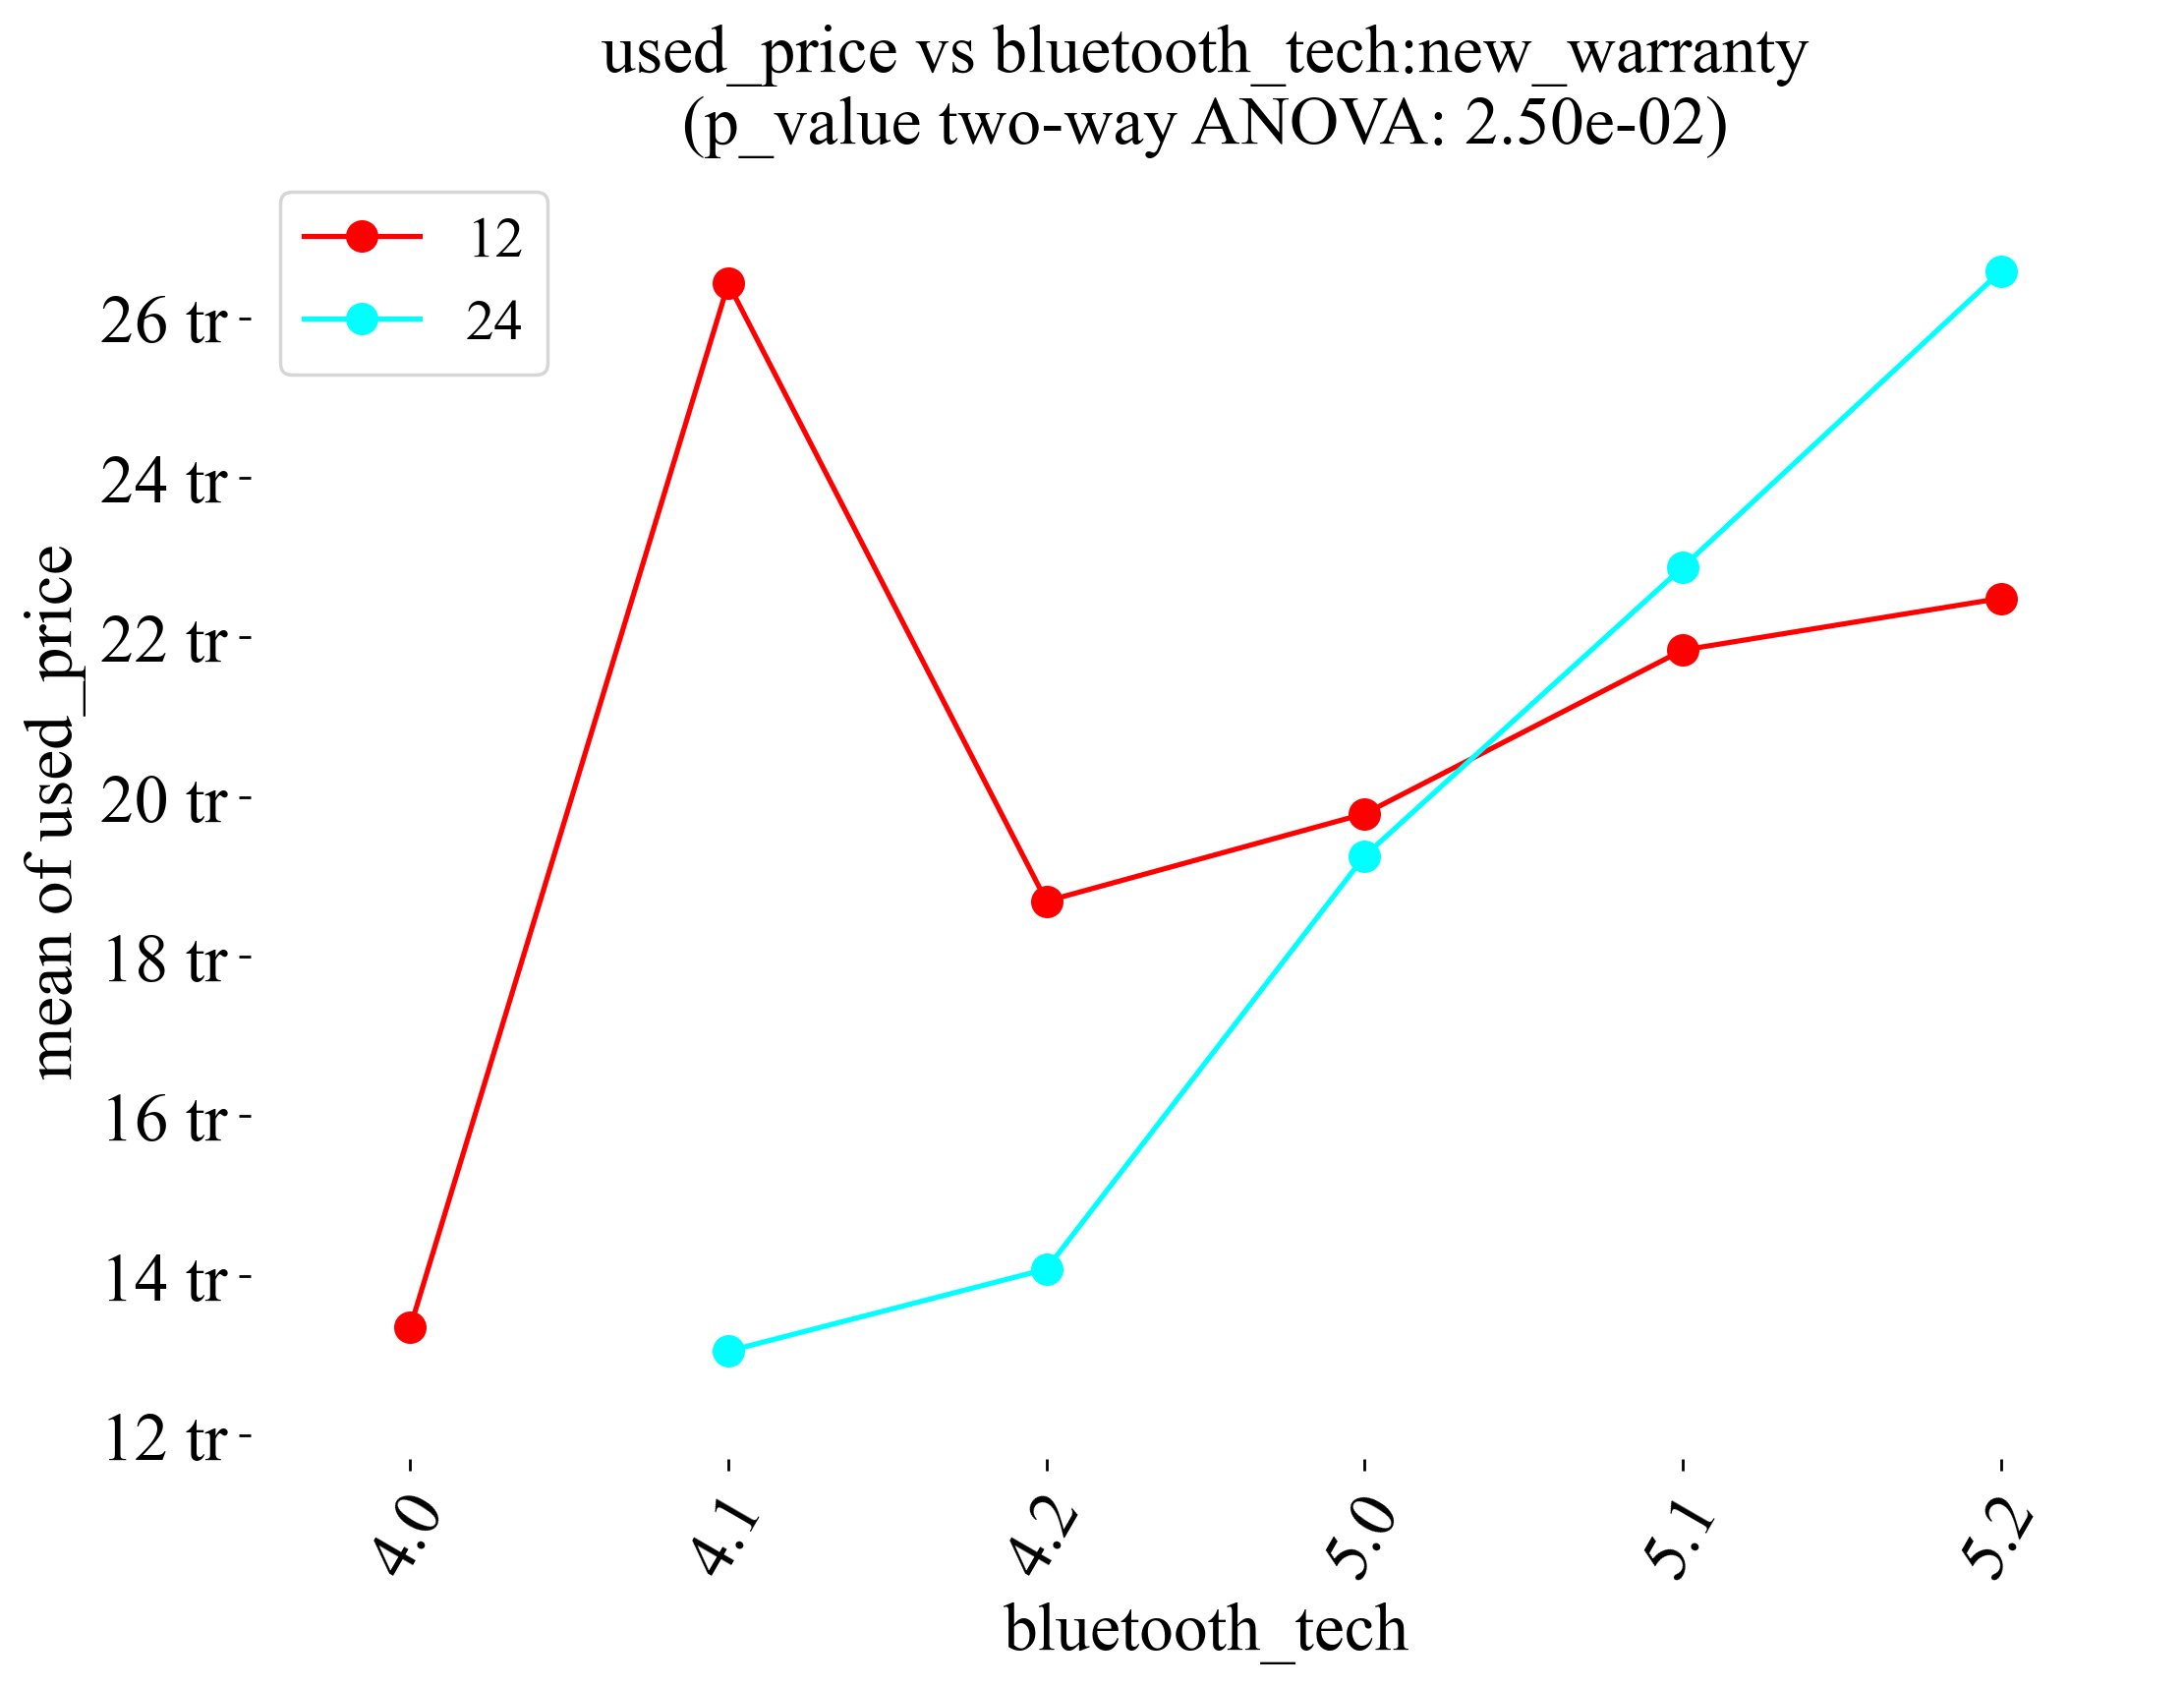 used_price vs bluetooth_tech:new_warranty
(p_value two-way ANOVA: 2.50e-02)
12
24
26 tr
24 tr
22 tr
20 tr
18 tr
16 tr
14 tr
12 tr
mean of used_price
4.0
4.1
4.2
5.0
5.1
5.2
bluetooth_tech